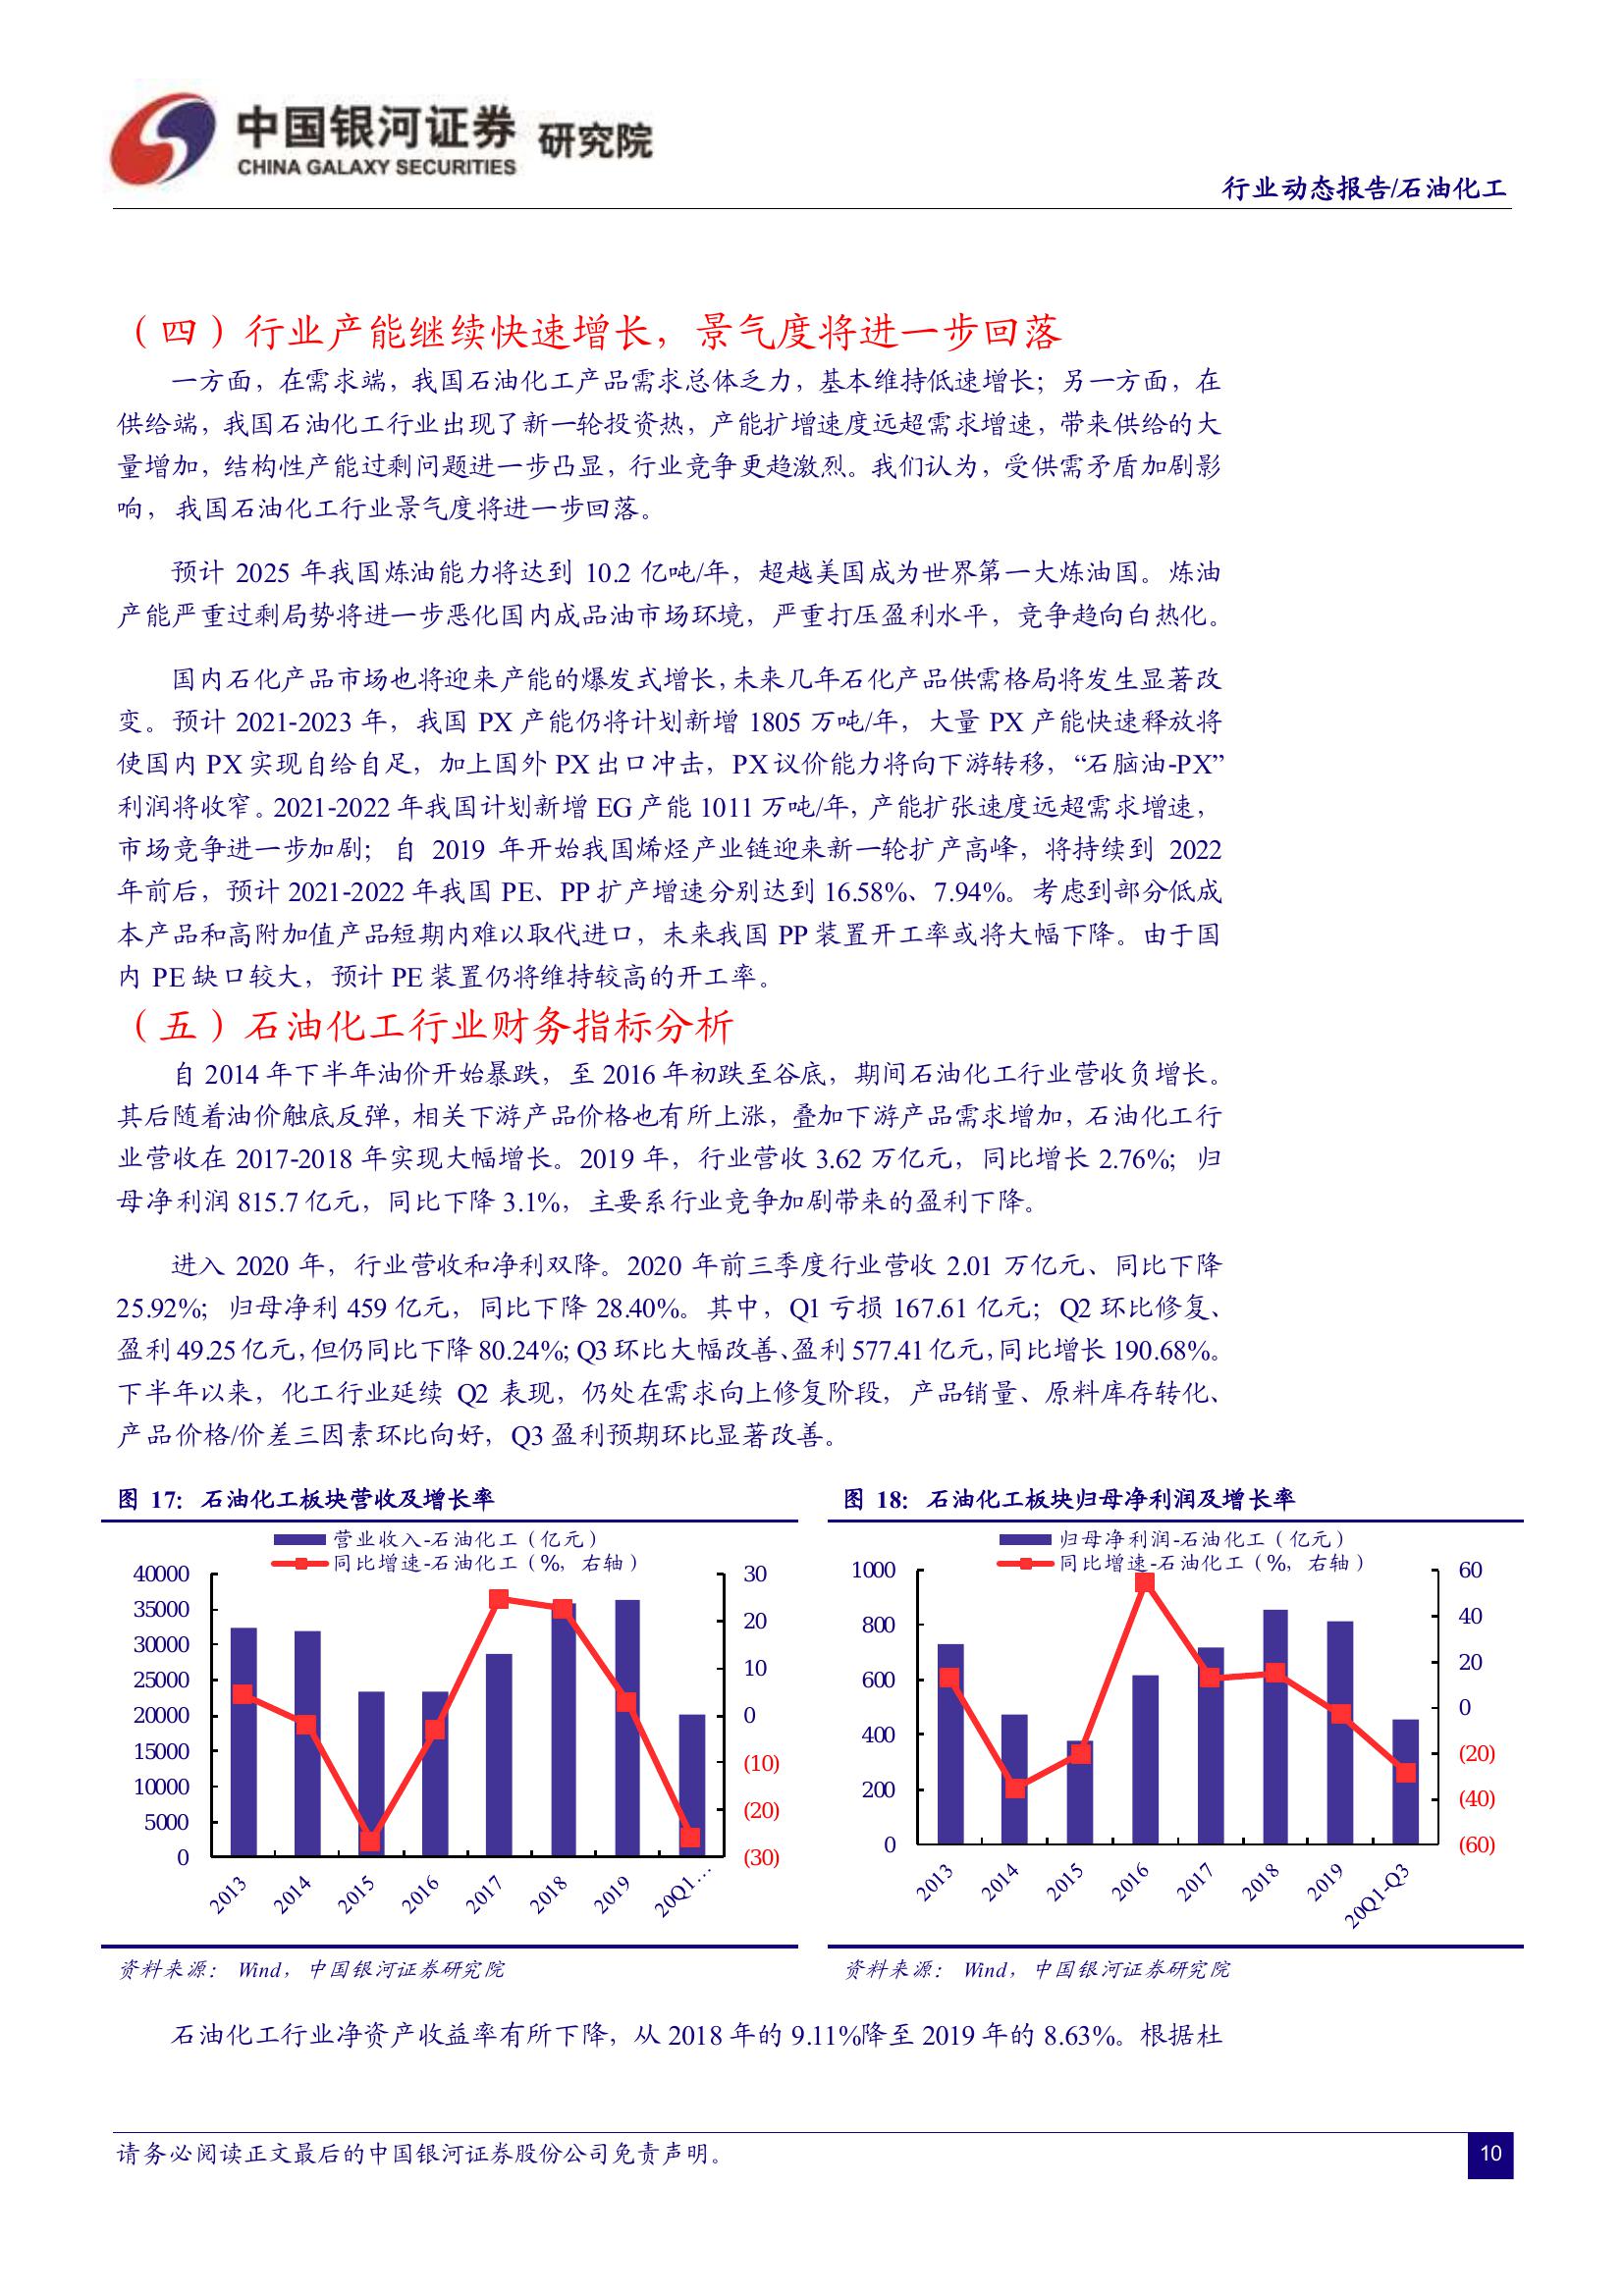 中国银河证券 研究院
CHINA GALAXY SECURITIES
行业动态报告/石油化工
（四）行业产能继续快速增长，景气度将进一步回落
一方面，在需求端，我国石油化工产品需求总体乏力，基本维持低速增长；另一方面，在
供给端，我国石油化工行业出现了新一轮投资热，产能扩增速度远超需求增速，带来供给的大
量增加，结构性产能过剩问题进一步凸显，行业竞争更趋激烈。我们认为，受供需矛盾加剧影
响，我国石油化工行业景气度将进一步回落。
预计 2025 年我国炼油能力将达到 10.2 亿吨/年，超越美国成为世界第一大炼油国。炼油
产能严重过剩局势将进一步恶化国内成品油市场环境，严重打压盈利水平，竞争趋向白热化。
国内石化产品市场也将迎来产能的爆发式增长，未来几年石化产品供需格局将发生显著改
变。预计 2021-2023 年，我国 PX 产能仍将计划新增 1805 万吨/年，大量 PX 产能快速释放将
使国内 PX 实现自给自足，加上国外 PX 出口冲击，PX 议价能力将向下游转移，“石脑油-PX”
利润将收窄。2021-2022 年我国计划新增 EG 产能 1011 万吨/年，产能扩张速度远超需求增速，
市场竞争进一步加剧；自 2019 年开始我国烯烃产业链迎来新一轮扩产高峰，将持续到 2022
年前后，预计 2021-2022 年我国 PE、PP 扩产增速分别达到 16.58%、7.94%。考虑到部分低成
本产品和高附加值产品短期内难以取代进口，未来我国 PP 装置开工率或将大幅下降。由于国
内 PE 缺口较大，预计 PE 装置仍将维持较高的开工率。
（五）石油化工行业财务指标分析
自 2014 年下半年油价开始暴跌，至 2016 年初跌至谷底，期间石油化工行业营收负增长。
其后随着油价触底反弹，相关下游产品价格也有所上涨，叠加下游产品需求增加，石油化工行
业营收在 2017-2018 年实现大幅增长。2019 年，行业营收 3.62 万亿元，同比增长 2.76%；归
母净利润 815.7 亿元，同比下降 3.1%，主要系行业竞争加剧带来的盈利下降。
进入 2020 年，行业营收和净利双降。2020 年前三季度行业营收 2.01 万亿元、同比下降
25.92%；归母净利 459 亿元，同比下降 28.40%。其中，Q1 亏损 167.61 亿元；Q2 环比修复、
盈利 49.25 亿元，但仍同比下降 80.24%；Q3 环比大幅改善、盈利 577.41 亿元，同比增长 190.68%。
下半年以来，化工行业延续 Q2 表现，仍处在需求向上修复阶段，产品销量、原料库存转化、
产品价格/价差三因素环比向好，Q3 盈利预期环比显著改善。
图 17：石油化工板块营收及增长率
营业收入-石油化工（亿元）
同比增速-石油化工（%，右轴）
40000
35000
30000
25000
20000
15000
10000
5000
0
30
20
10
0
(10)
(20)
(30)
2013 2014 2015 2016 2017 2018 2019 20Q1…
资料来源： Wind，中国银河证券研究院
图 18：石油化工板块归母净利润及增长率
归母净利润-石油化工（亿元）
同比增速-石油化工（%，右轴）
1000
800
600
400
200
0
60
40
20
0
(20)
(40)
(60)
2013 2014 2015 2016 2017 2018 2019 20Q1-Q3
资料来源： Wind，中国银河证券研究院
石油化工行业净资产收益率有所下降，从 2018 年的 9.11%降至 2019 年的 8.63%。根据杜
请务必阅读正文最后的中国银河证券股份公司免责声明。
10